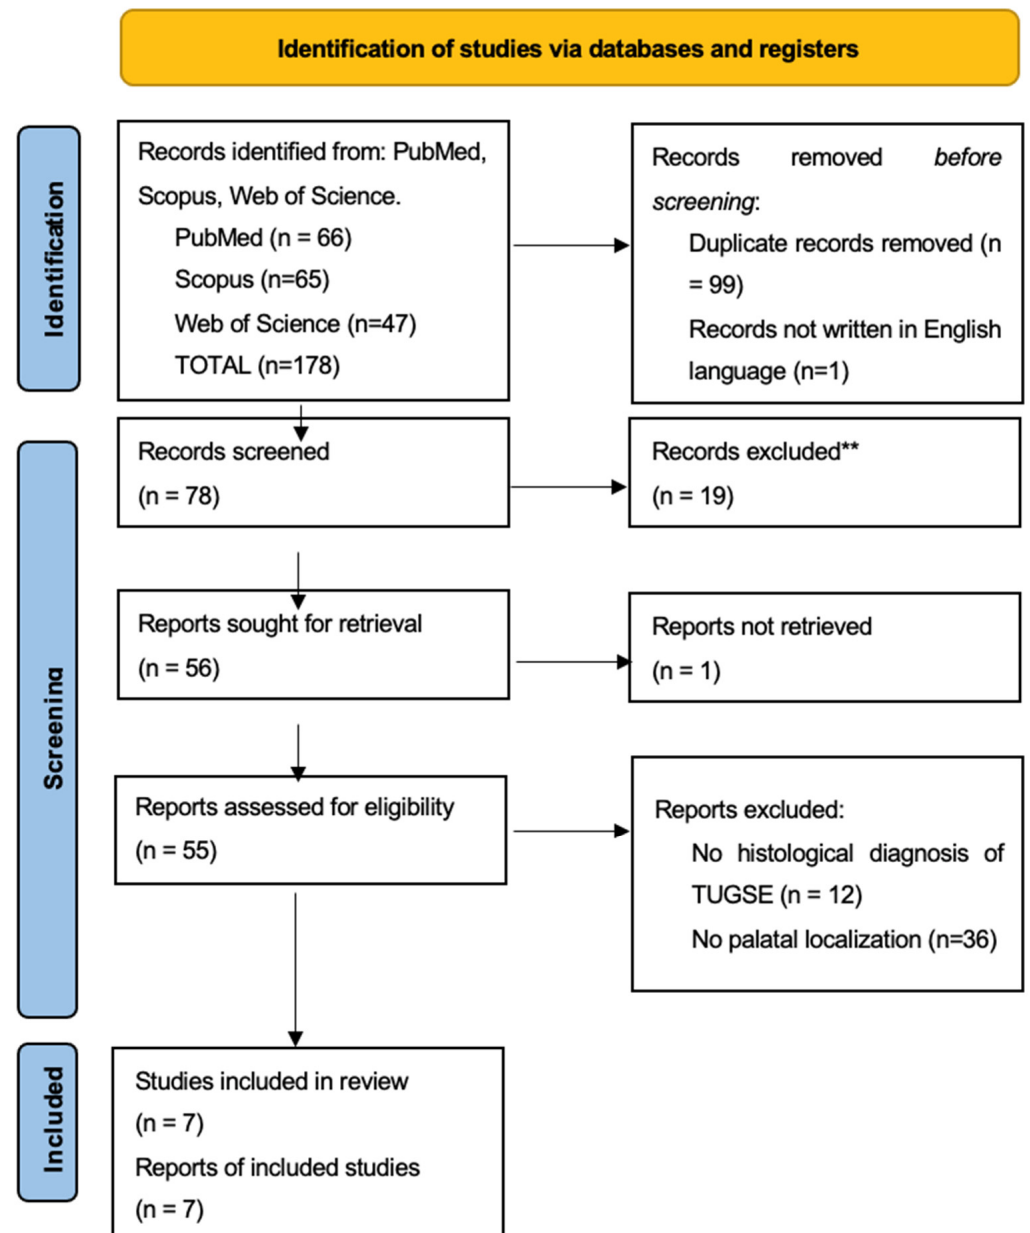 Identification of studies via databases and registers
Identification
Records identified from: PubMed,
Scopus, Web of Science.
PubMed (n = 66)
Scopus (n=65)
Web of Science (n=47)
TOTAL (n=178)
Records removed before
screening:
Duplicate records removed (n
= 99)
Records not written in English
language (n=1)
Screening
Records screened
(n = 78)
Records excluded**
(n = 19)
Reports sought for retrieval
(n = 56)
Reports not retrieved
(n = 1)
Reports assessed for eligibility
(n = 55)
Reports excluded:
No histological diagnosis of
TUGSE (n = 12)
No palatal localization (n=36)
Included
Studies included in review
(n = 7)
Reports of included studies
(n = 7)